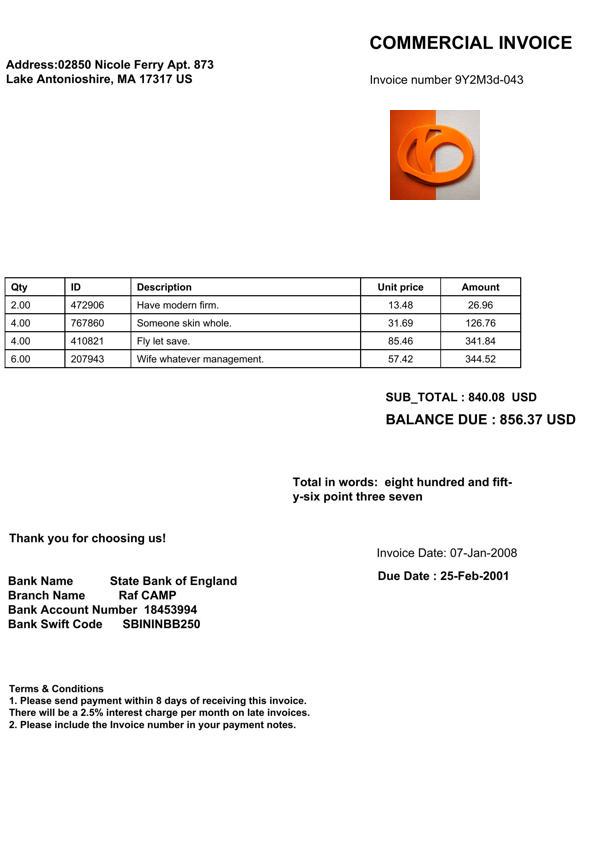 COMMERCIAL INVOICE
Address:02850 Nicole Ferry Apt. 873
Lake Antonioshire, MA 17317 US
Invoice number 9Y2M3d-043
Qty ID Description Unit price Amount
2.00 472906 Have modern firm. 13.48 26.96
4.00 767860 Someone skin whole. 31.69 126.76
4.00 410821 Fly let save. 85.46 341.84
6.00 207943 Wife whatever management. 57.42 344.52
SUB_TOTAL : 840.08 USD
BALANCE DUE : 856.37 USD
Total in words: eight hundred and fift-
y-six point three seven
Thank you for choosing us!
Invoice Date: 07-Jan-2008
Due Date : 25-Feb-2001
Bank Name State Bank of England
Branch Name Raf CAMP
Bank Account Number 18453994
Bank Swift Code SBININBB250
Terms & Conditions
1. Please send payment within 8 days of receiving this invoice.
There will be a 2.5% interest charge per month on late invoices.
2. Please include the Invoice number in your payment notes.